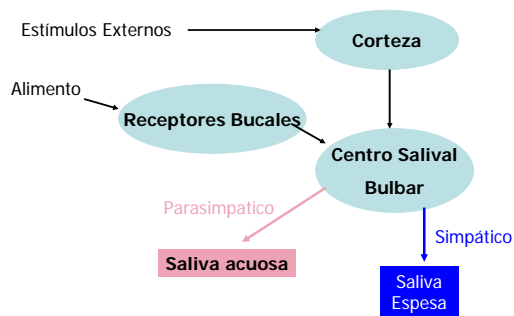 Estímulos Externos
Corteza
Alimento
Receptores Bucales
Centro Salival
Bulbar
Parasimpatico
Simpático
Saliva acuosa
Saliva
Espesa